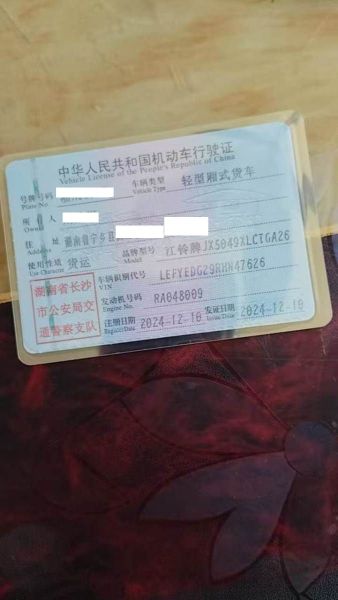 中华人民共和国机动车行驶证
Vehicle License of the People's Republic of China
号牌号码 车辆类型 轻型厢式货车
Plate No. Vehicle Type
所有人
Owner
住址 湖南省宁乡县
Address
使用性质 货运 品牌型号 江铃牌JX5049XLCTGA26
Use Character Model
车辆识别代号 LEFYEDG29RHN47626
VIN
发动机号码 RA048009
Engine No.
注册日期 2024-12-18 发证日期 2024-12-18
Register Date Issue Date
湖南省长沙
市公安局交
通警察支队